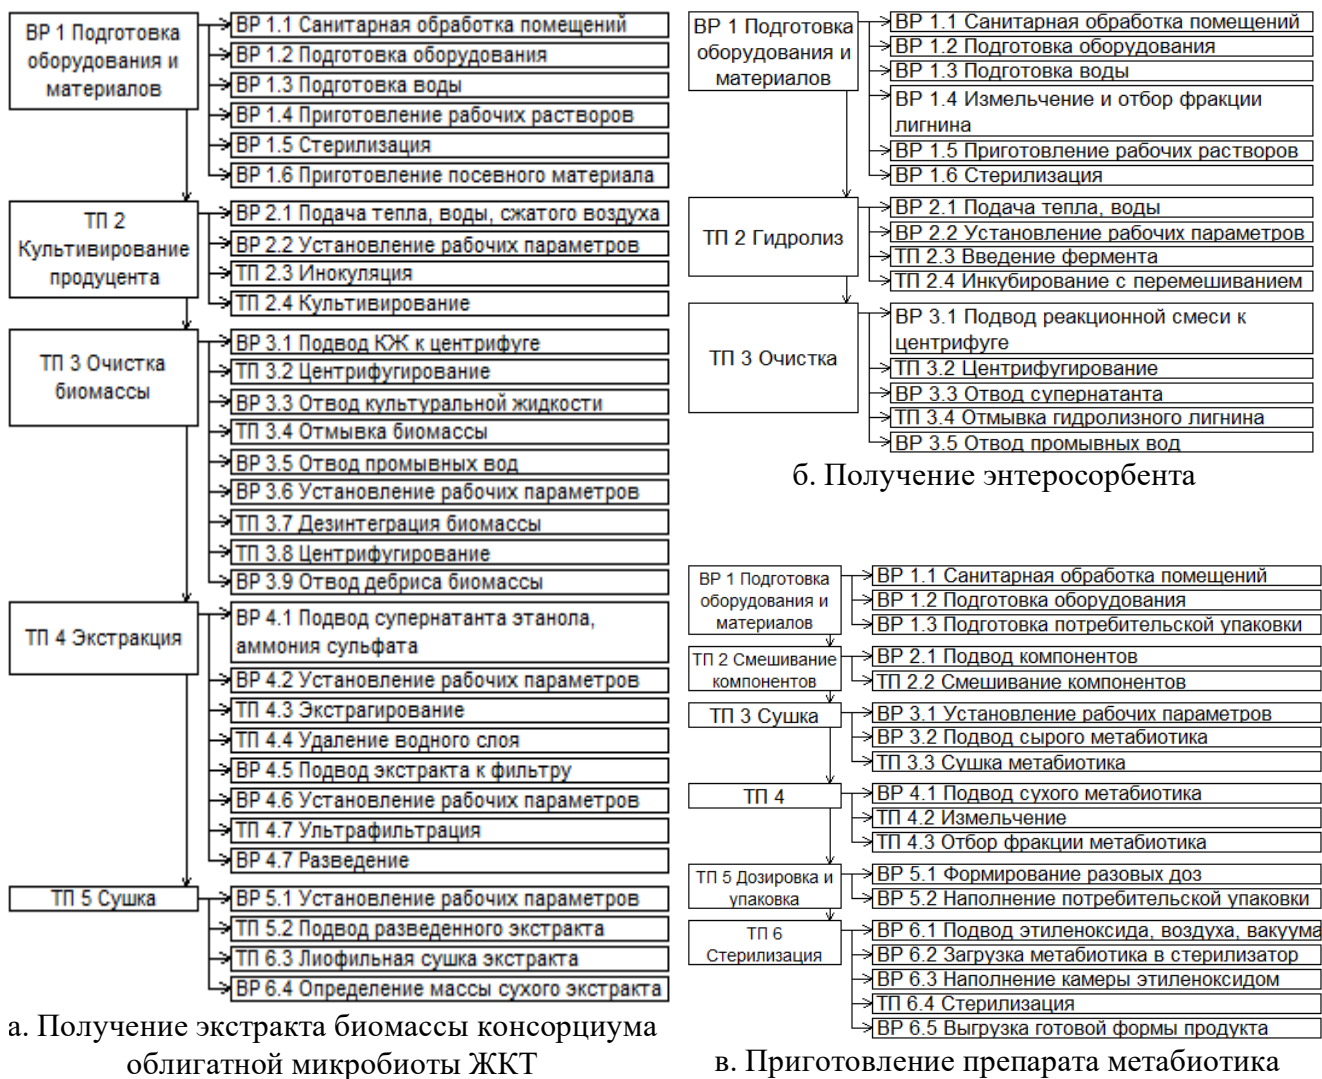 ВР 1 Подготовка
оборудования и
материалов
ВР 1.1 Санитарная обработка помещений
ВР 1.2 Подготовка оборудования
ВР 1.3 Подготовка воды
ВР 1.4 Приготовление рабочих растворов
ВР 1.5 Стерилизация
ВР 1.6 Приготовление посевного материала
ТП 2
Культивирование
продуцента
ВР 2.1 Подача тепла, воды, сжатого воздуха
ВР 2.2 Установление рабочих параметров
ТП 2.3 Инокуляция
ТП 2.4 Культивирование
ТП 3 Очистка
биомассы
ВР 3.1 Подвод КЖ к центрифуге
ТП 3.2 Центрифугирование
ВР 3.3 Отвод культуральной жидкости
ТП 3.4 Отмывка биомассы
ВР 3.5 Отвод промывных вод
ВР 3.6 Установление рабочих параметров
ТП 3.7 Дезинтеграция биомассы
ТП 3.8 Центрифугирование
ВР 3.9 Отвод дебриса биомассы
ТП 4 Экстракция
ВР 4.1 Подвод супернатанта этанола,
аммония сульфата
ВР 4.2 Установление рабочих параметров
ТП 4.3 Экстрагирование
ТП 4.4 Удаление водного слоя
ВР 4.5 Подвод экстракта к фильтру
ВР 4.6 Установление рабочих параметров
ТП 4.7 Ультрафильтрация
ВР 4.7 Разведение
ТП 5 Сушка
ВР 5.1 Установление рабочих параметров
ТП 5.2 Подвод разведенного экстракта
ТП 6.3 Лиофильная сушка экстракта
ВР 6.4 Определение массы сухого экстракта
а. Получение экстракта биомассы консорциума
облигатной микробиоты ЖКТ
ВР 1 Подготовка
оборудования и
материалов
ВР 1.1 Санитарная обработка помещений
ВР 1.2 Подготовка оборудования
ВР 1.3 Подготовка воды
ВР 1.4 Измельчение и отбор фракции
лигнина
ВР 1.5 Приготовление рабочих растворов
ВР 1.6 Стерилизация
ТП 2 Гидролиз
ВР 2.1 Подача тепла, воды
ВР 2.2 Установление рабочих параметров
ТП 2.3 Введение фермента
ТП 2.4 Инкубирование с перемешиванием
ТП 3 Очистка
ВР 3.1 Подвод реакционной смеси к
центрифуге
ТП 3.2 Центрифугирование
ВР 3.3 Отвод супернатанта
ТП 3.4 Отмывка гидролизного лигнина
ВР 3.5 Отвод промывных вод
б. Получение энтеросорбента
ВР 1 Подготовка
оборудования и
материалов
ВР 1.1 Санитарная обработка помещений
ВР 1.2 Подготовка оборудования
ВР 1.3 Подготовка потребительской упаковки
ТП 2 Смешивание
компонентов
ВР 2.1 Подвод компонентов
ТП 2.2 Смешивание компонентов
ТП 3 Сушка
ВР 3.1 Установление рабочих параметров
ВР 3.2 Подвод сырого метабиотика
ТП 3.3 Сушка метабиотика
ТП 4
ВР 4.1 Подвод сухого метабиотика
ТП 4.2 Измельчение
ТП 4.3 Отбор фракции метабиотика
ТП 5 Дозировка и
упаковка
ВР 5.1 Формирование разовых доз
ВР 5.2 Наполнение потребительской упаковки
ТП 6
Стерилизация
ВР 6.1 Подвод этиленоксида, воздуха, вакуума
ВР 6.2 Загрузка метабиотика в стерилизатор
ВР 6.3 Наполнение камеры этиленоксидом
ТП 6.4 Стерилизация
ВР 6.5 Выгрузка готовой формы продукта
в. Приготовление препарата метабиотика